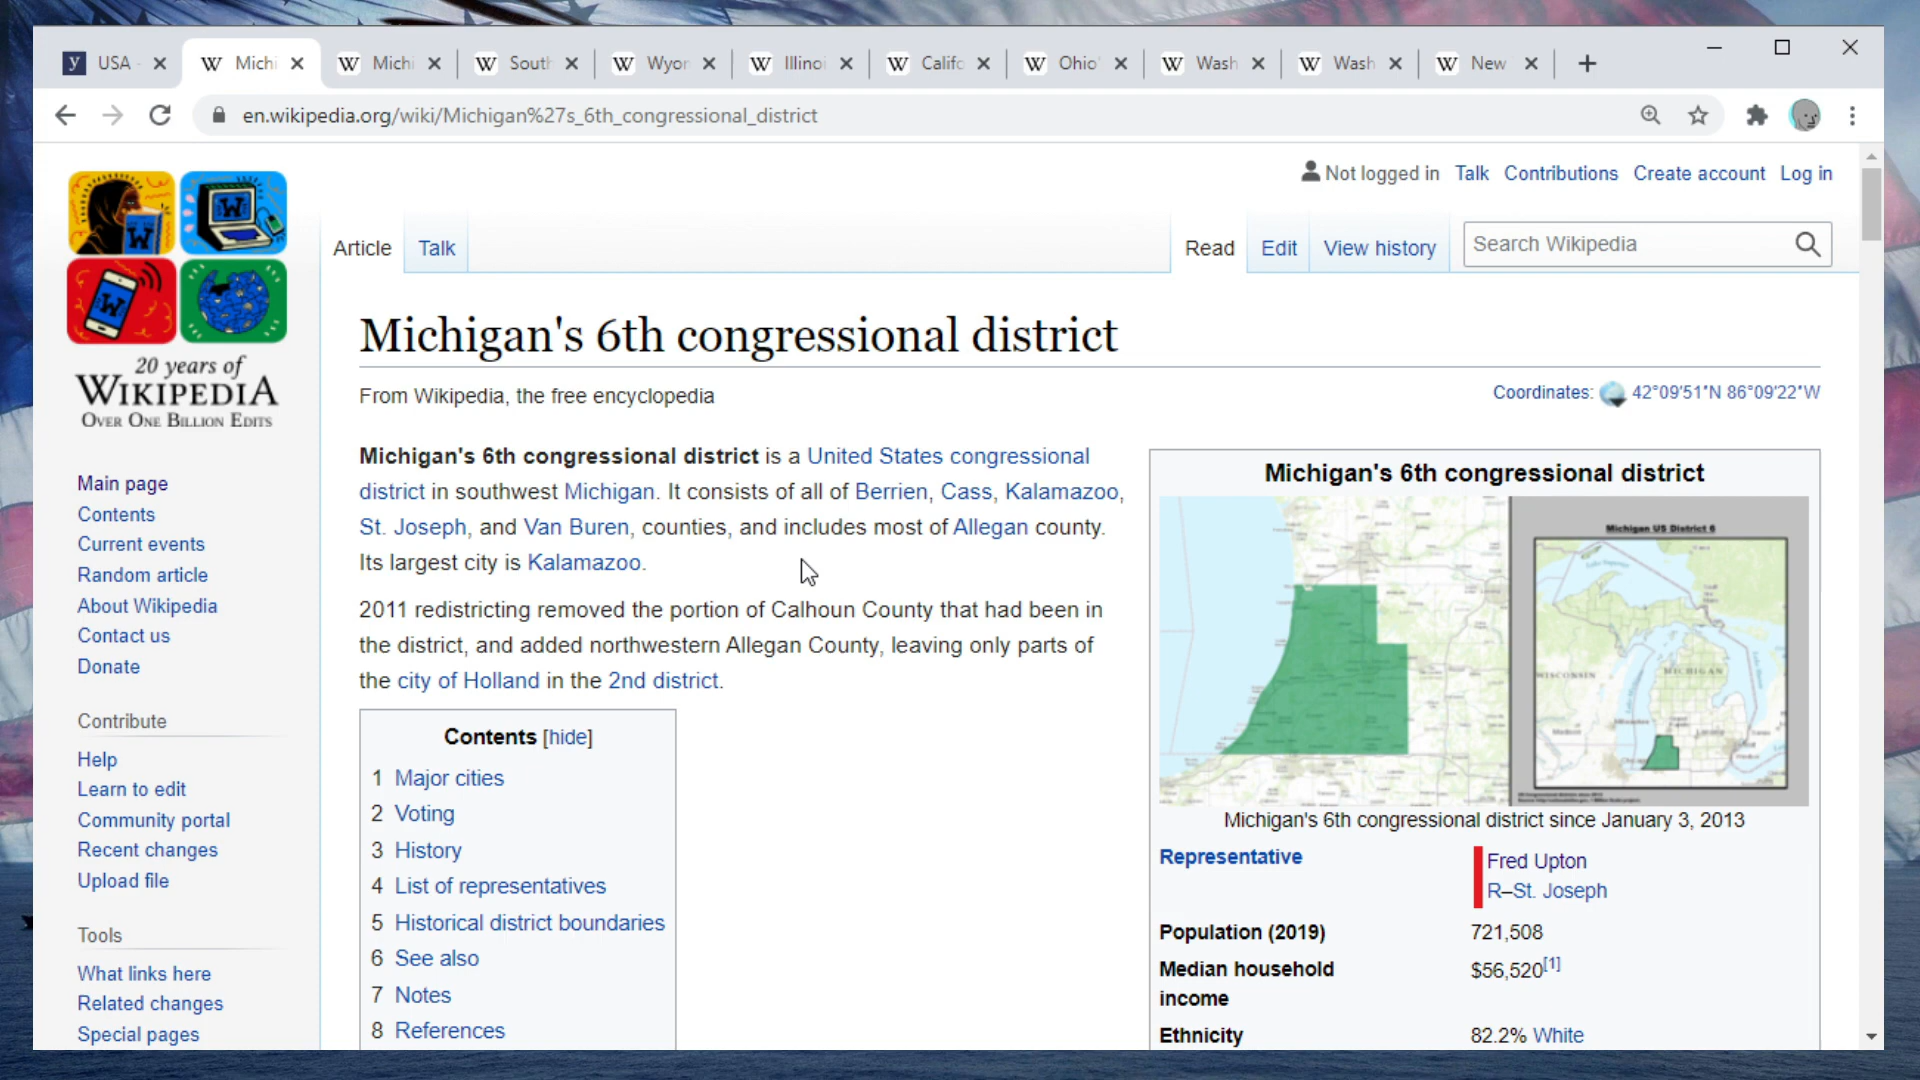 USA -
Michi
Michi
South
Wyor
Illinoi
Califo
Ohio'
Wash
Wash
New
en.wikipedia.org/wiki/Michigan%27s_6th_congressional_district
Not logged in Talk Contributions Create account Log in
Article Talk Read Edit View history Search Wikipedia
20 years of
WIKIPEDIA
OVER ONE BILLION EDITS
Main page
Contents
Current events
Random article
About Wikipedia
Contact us
Donate
Contribute
Help
Learn to edit
Community portal
Recent changes
Upload file
Tools
What links here
Related changes
Special pages
Michigan's 6th congressional district
From Wikipedia, the free encyclopedia
Coordinates: 42°09′51″N 86°09′22″W
Michigan's 6th congressional district is a United States congressional
district in southwest Michigan. It consists of all of Berrien, Cass, Kalamazoo,
St. Joseph, and Van Buren, counties, and includes most of Allegan county.
Its largest city is Kalamazoo.
2011 redistricting removed the portion of Calhoun County that had been in
the district, and added northwestern Allegan County, leaving only parts of
the city of Holland in the 2nd district.
Contents [hide]
1 Major cities
2 Voting
3 History
4 List of representatives
5 Historical district boundaries
6 See also
7 Notes
8 References
Michigan's 6th congressional district
Michigan US District 6
WISCONSIN
MICHIGAN
Michigan's 6th congressional district since January 3, 2013
Representative Fred Upton
R–St. Joseph
Population (2019) 721,508
Median household $56,520[1]
income
Ethnicity 82.2% White